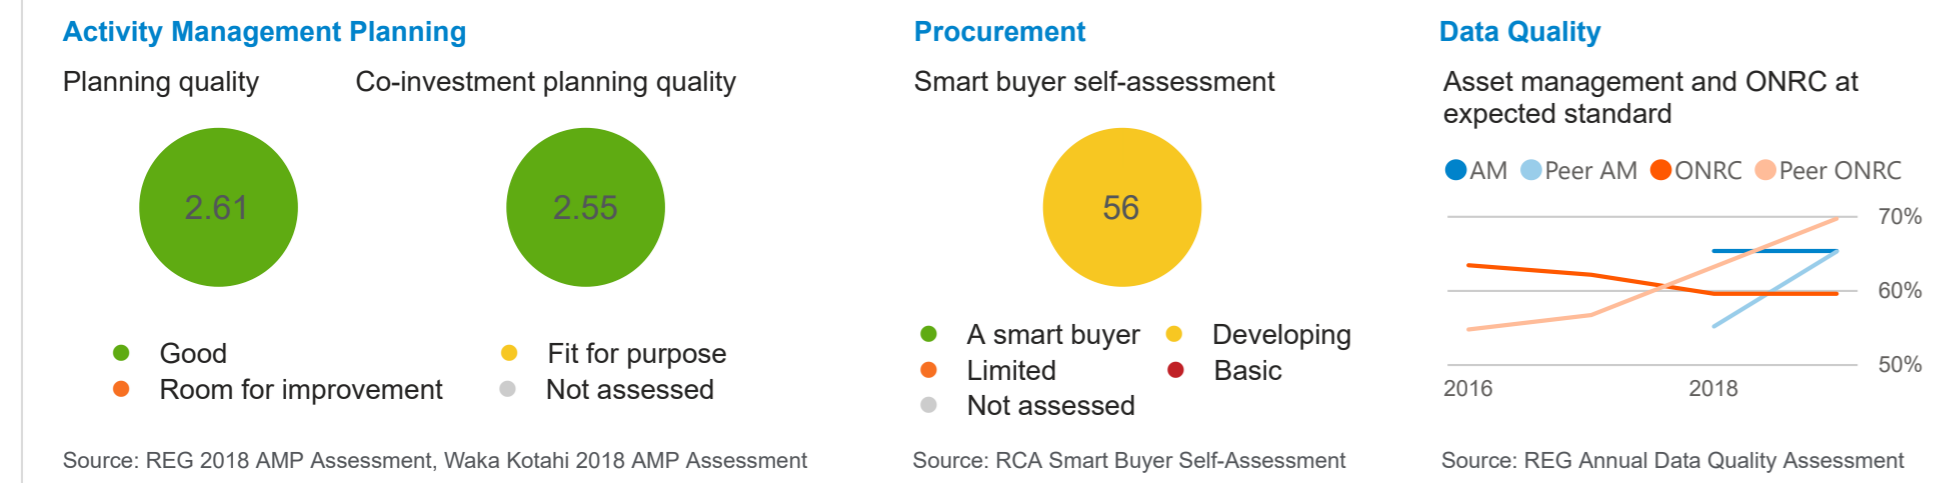 Activity Management Planning
Planning quality
Co-investment planning quality
2.61
2.55
Good
Fit for purpose
Room for improvement
Not assessed
Source: REG 2018 AMP Assessment, Waka Kotahi 2018 AMP Assessment
Procurement
Smart buyer self-assessment
56
A smart buyer
Developing
Limited
Basic
Not assessed
Source: RCA Smart Buyer Self-Assessment
Data Quality
Asset management and ONRC at
expected standard
AM Peer AM ONRC Peer ONRC
70%
60%
50%
2016 2018
Source: REG Annual Data Quality Assessment